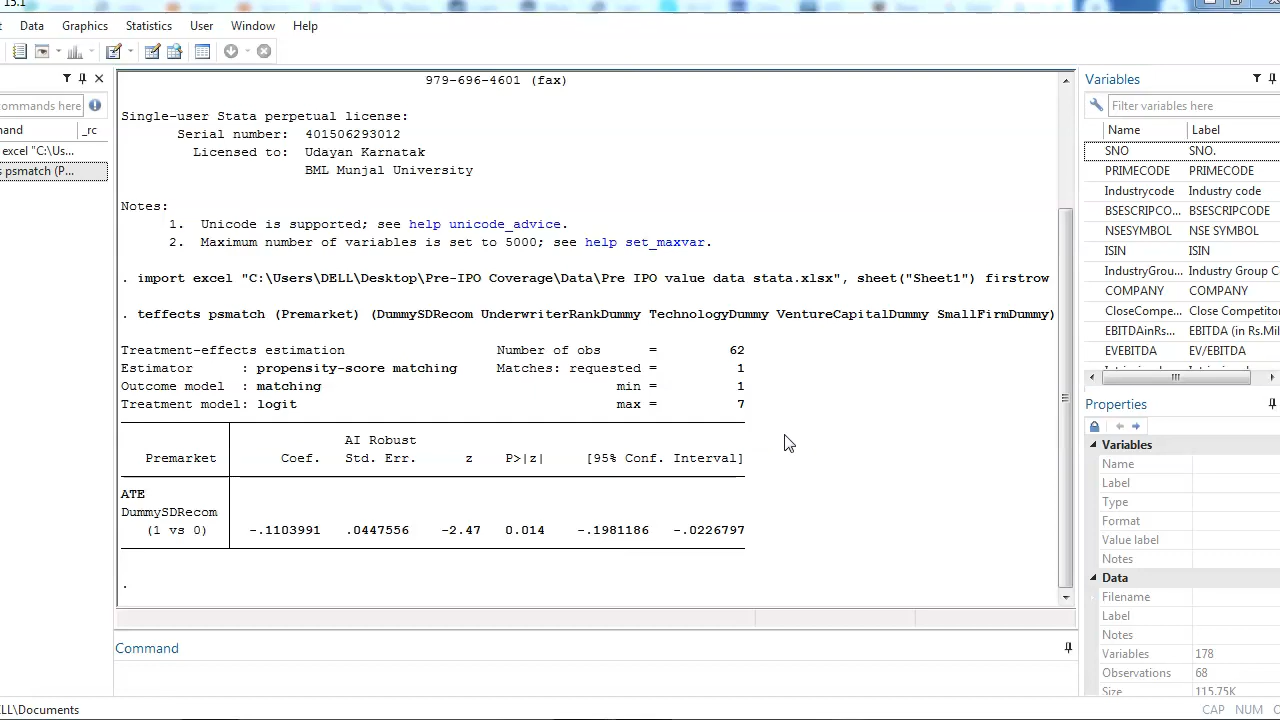 15.1
Data Graphics Statistics User Window Help
commands here
mand _rc
excel "C:\Us...
s psmatch (P...
979-696-4601 (fax)
Single-user Stata perpetual license:
Serial number: 401506293012
Licensed to: Udayan Karnatak
BML Munjal University
Notes:
1. Unicode is supported; see help unicode_advice.
2. Maximum number of variables is set to 5000; see help set_maxvar.
. import excel "C:\Users\DELL\Desktop\Pre-IPO Coverage\Data\Pre IPO value data stata.xlsx", sheet("Sheet1") firstrow
. teffects psmatch (Premarket) (DummySDRecom UnderwriterRankDummy TechnologyDummy VentureCapitalDummy SmallFirmDummy)
Treatment-effects estimation Number of obs = 62
Estimator : propensity-score matching Matches: requested = 1
Outcome model : matching min = 1
Treatment model: logit max = 7
AI Robust
Premarket Coef. Std. Err. z P>|z| [95% Conf. Interval]
ATE
DummySDRecom
(1 vs 0) -.1103991 .0447556 -2.47 0.014 -.1981186 -.0226797
.
Command
LL\Documents
Variables
Filter variables here
Name Label
SNO SNO.
PRIMECODE PRIMECODE
Industrycode Industry code
BSESCRIPCO... BSESCRIPCODE
NSESYMBOL NSE SYMBOL
ISIN ISIN
IndustryGrou... Industry Group C
COMPANY COMPANY
CloseCompe... Close Competitor
EBITDAinRs... EBITDA (in Rs.Mil
EVEBITDA EV/EBITDA
Properties
Variables
Name
Label
Type
Format
Value label
Notes
Data
Filename
Label
Notes
Variables 178
Observations 68
Size 115.75K
CAP NUM